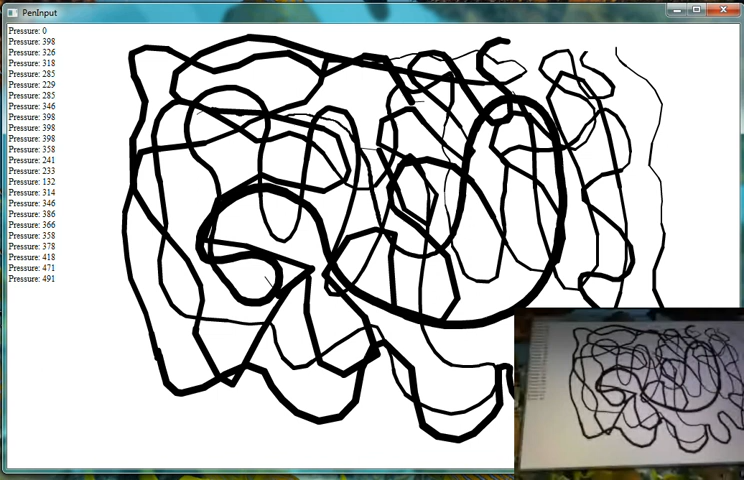 PenInput
Pressure: 0
Pressure: 398
Pressure: 326
Pressure: 318
Pressure: 285
Pressure: 229
Pressure: 285
Pressure: 346
Pressure: 398
Pressure: 398
Pressure: 398
Pressure: 358
Pressure: 241
Pressure: 233
Pressure: 132
Pressure: 314
Pressure: 346
Pressure: 386
Pressure: 366
Pressure: 358
Pressure: 378
Pressure: 418
Pressure: 471
Pressure: 491